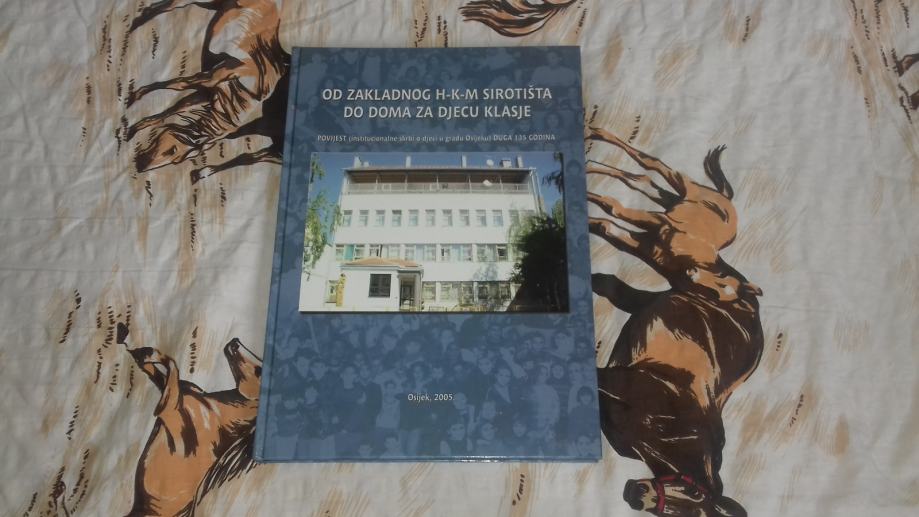 OD ZAKLADNOG H-K-M SIROTIŠTA
DO DOMA ZA DJECU KLASJE
POVIJEST (institucionalne skrbi o djeci u gradu Osijeku) DUGA 135 GODINA
Osijek, 2005.